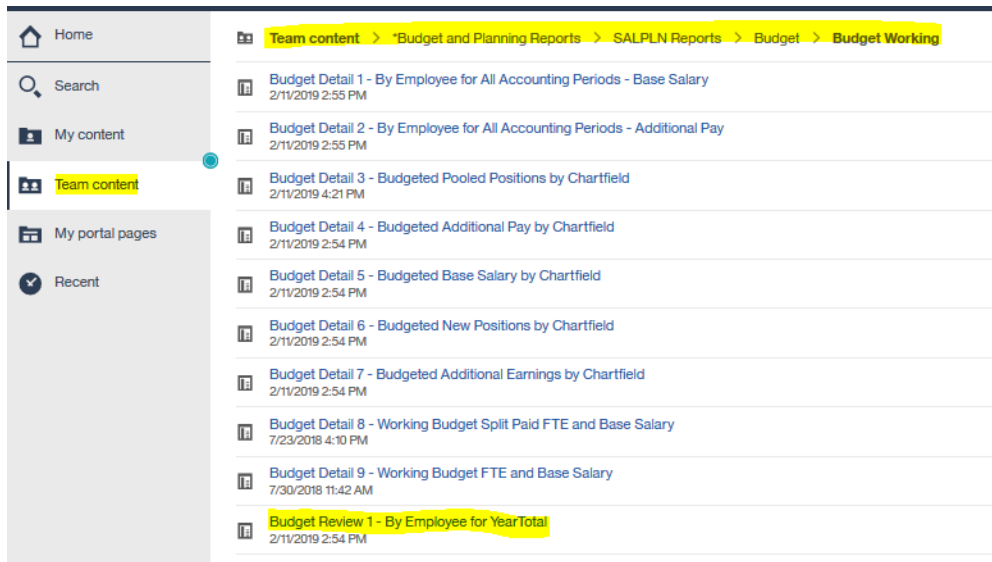 Home
Search
My content
Team content
My portal pages
Recent
Team content > *Budget and Planning Reports > SALPLN Reports > Budget > Budget Working
Budget Detail 1 - By Employee for All Accounting Periods - Base Salary
2/11/2019 2:55 PM
Budget Detail 2 - By Employee for All Accounting Periods - Additional Pay
2/11/2019 2:55 PM
Budget Detail 3 - Budgeted Pooled Positions by Chartfield
2/11/2019 4:21 PM
Budget Detail 4 - Budgeted Additional Pay by Chartfield
2/11/2019 2:54 PM
Budget Detail 5 - Budgeted Base Salary by Chartfield
2/11/2019 2:54 PM
Budget Detail 6 - Budgeted New Positions by Chartfield
2/11/2019 2:54 PM
Budget Detail 7 - Budgeted Additional Earnings by Chartfield
2/11/2019 2:54 PM
Budget Detail 8 - Working Budget Split Paid FTE and Base Salary
7/23/2018 4:10 PM
Budget Detail 9 - Working Budget FTE and Base Salary
7/30/2018 11:42 AM
Budget Review 1 - By Employee for YearTotal
2/11/2019 2:54 PM